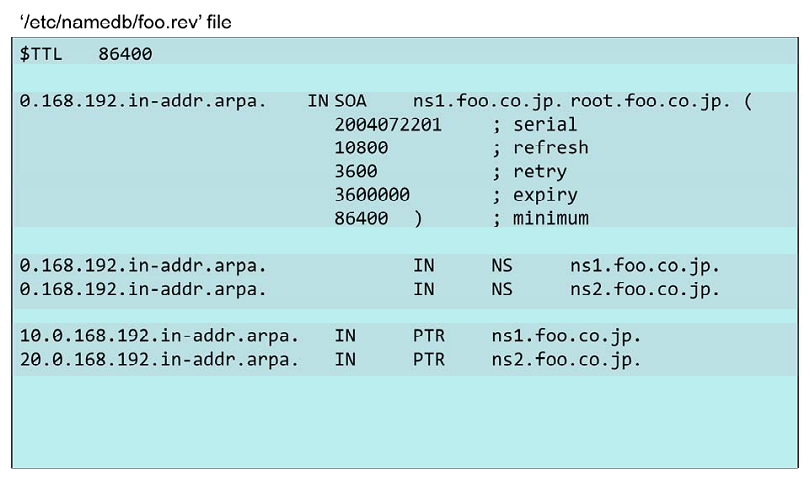 ‘/etc/namedb/foo.rev’ file
$TTL 86400
0.168.192.in-addr.arpa. IN SOA ns1.foo.co.jp. root.foo.co.jp. (
2004072201 ; serial
10800 ; refresh
3600 ; retry
3600000 ; expiry
86400 ) ; minimum
0.168.192.in-addr.arpa. IN NS ns1.foo.co.jp.
0.168.192.in-addr.arpa. IN NS ns2.foo.co.jp.
10.0.168.192.in-addr.arpa. IN PTR ns1.foo.co.jp.
20.0.168.192.in-addr.arpa. IN PTR ns2.foo.co.jp.